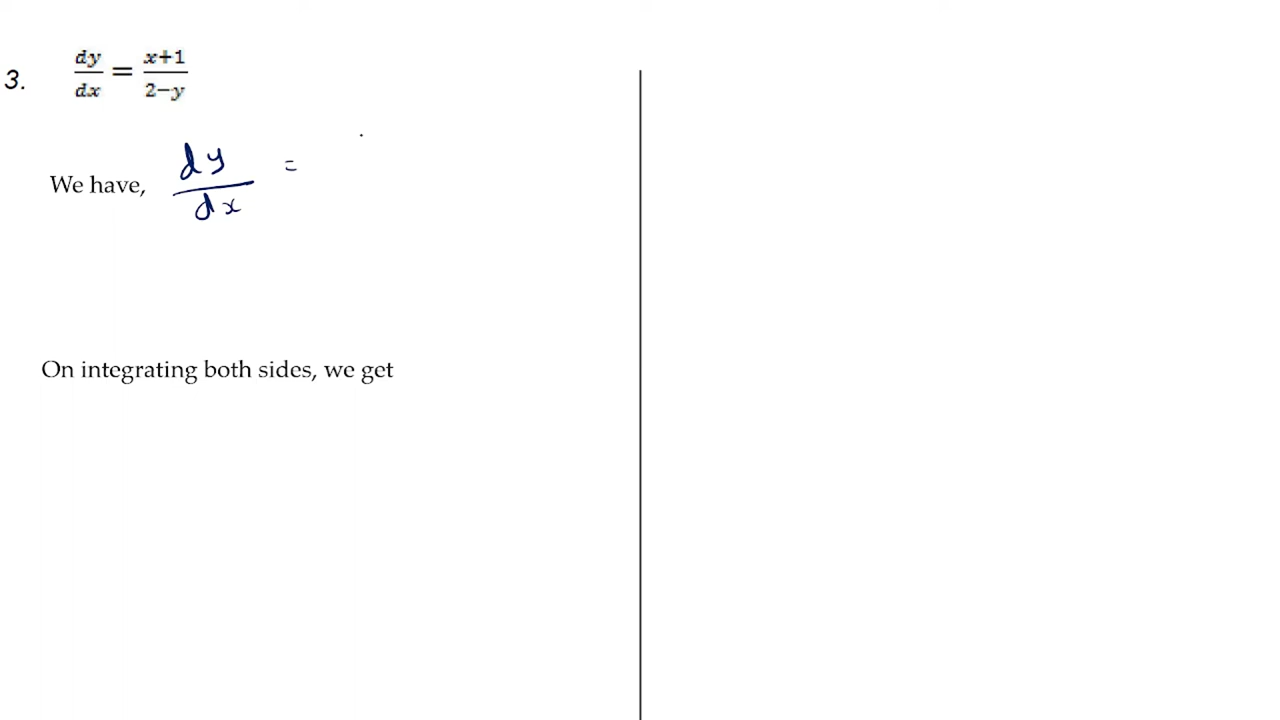 3. dy/dx = x+1/2−y
We have, dy/dx =
On integrating both sides, we get